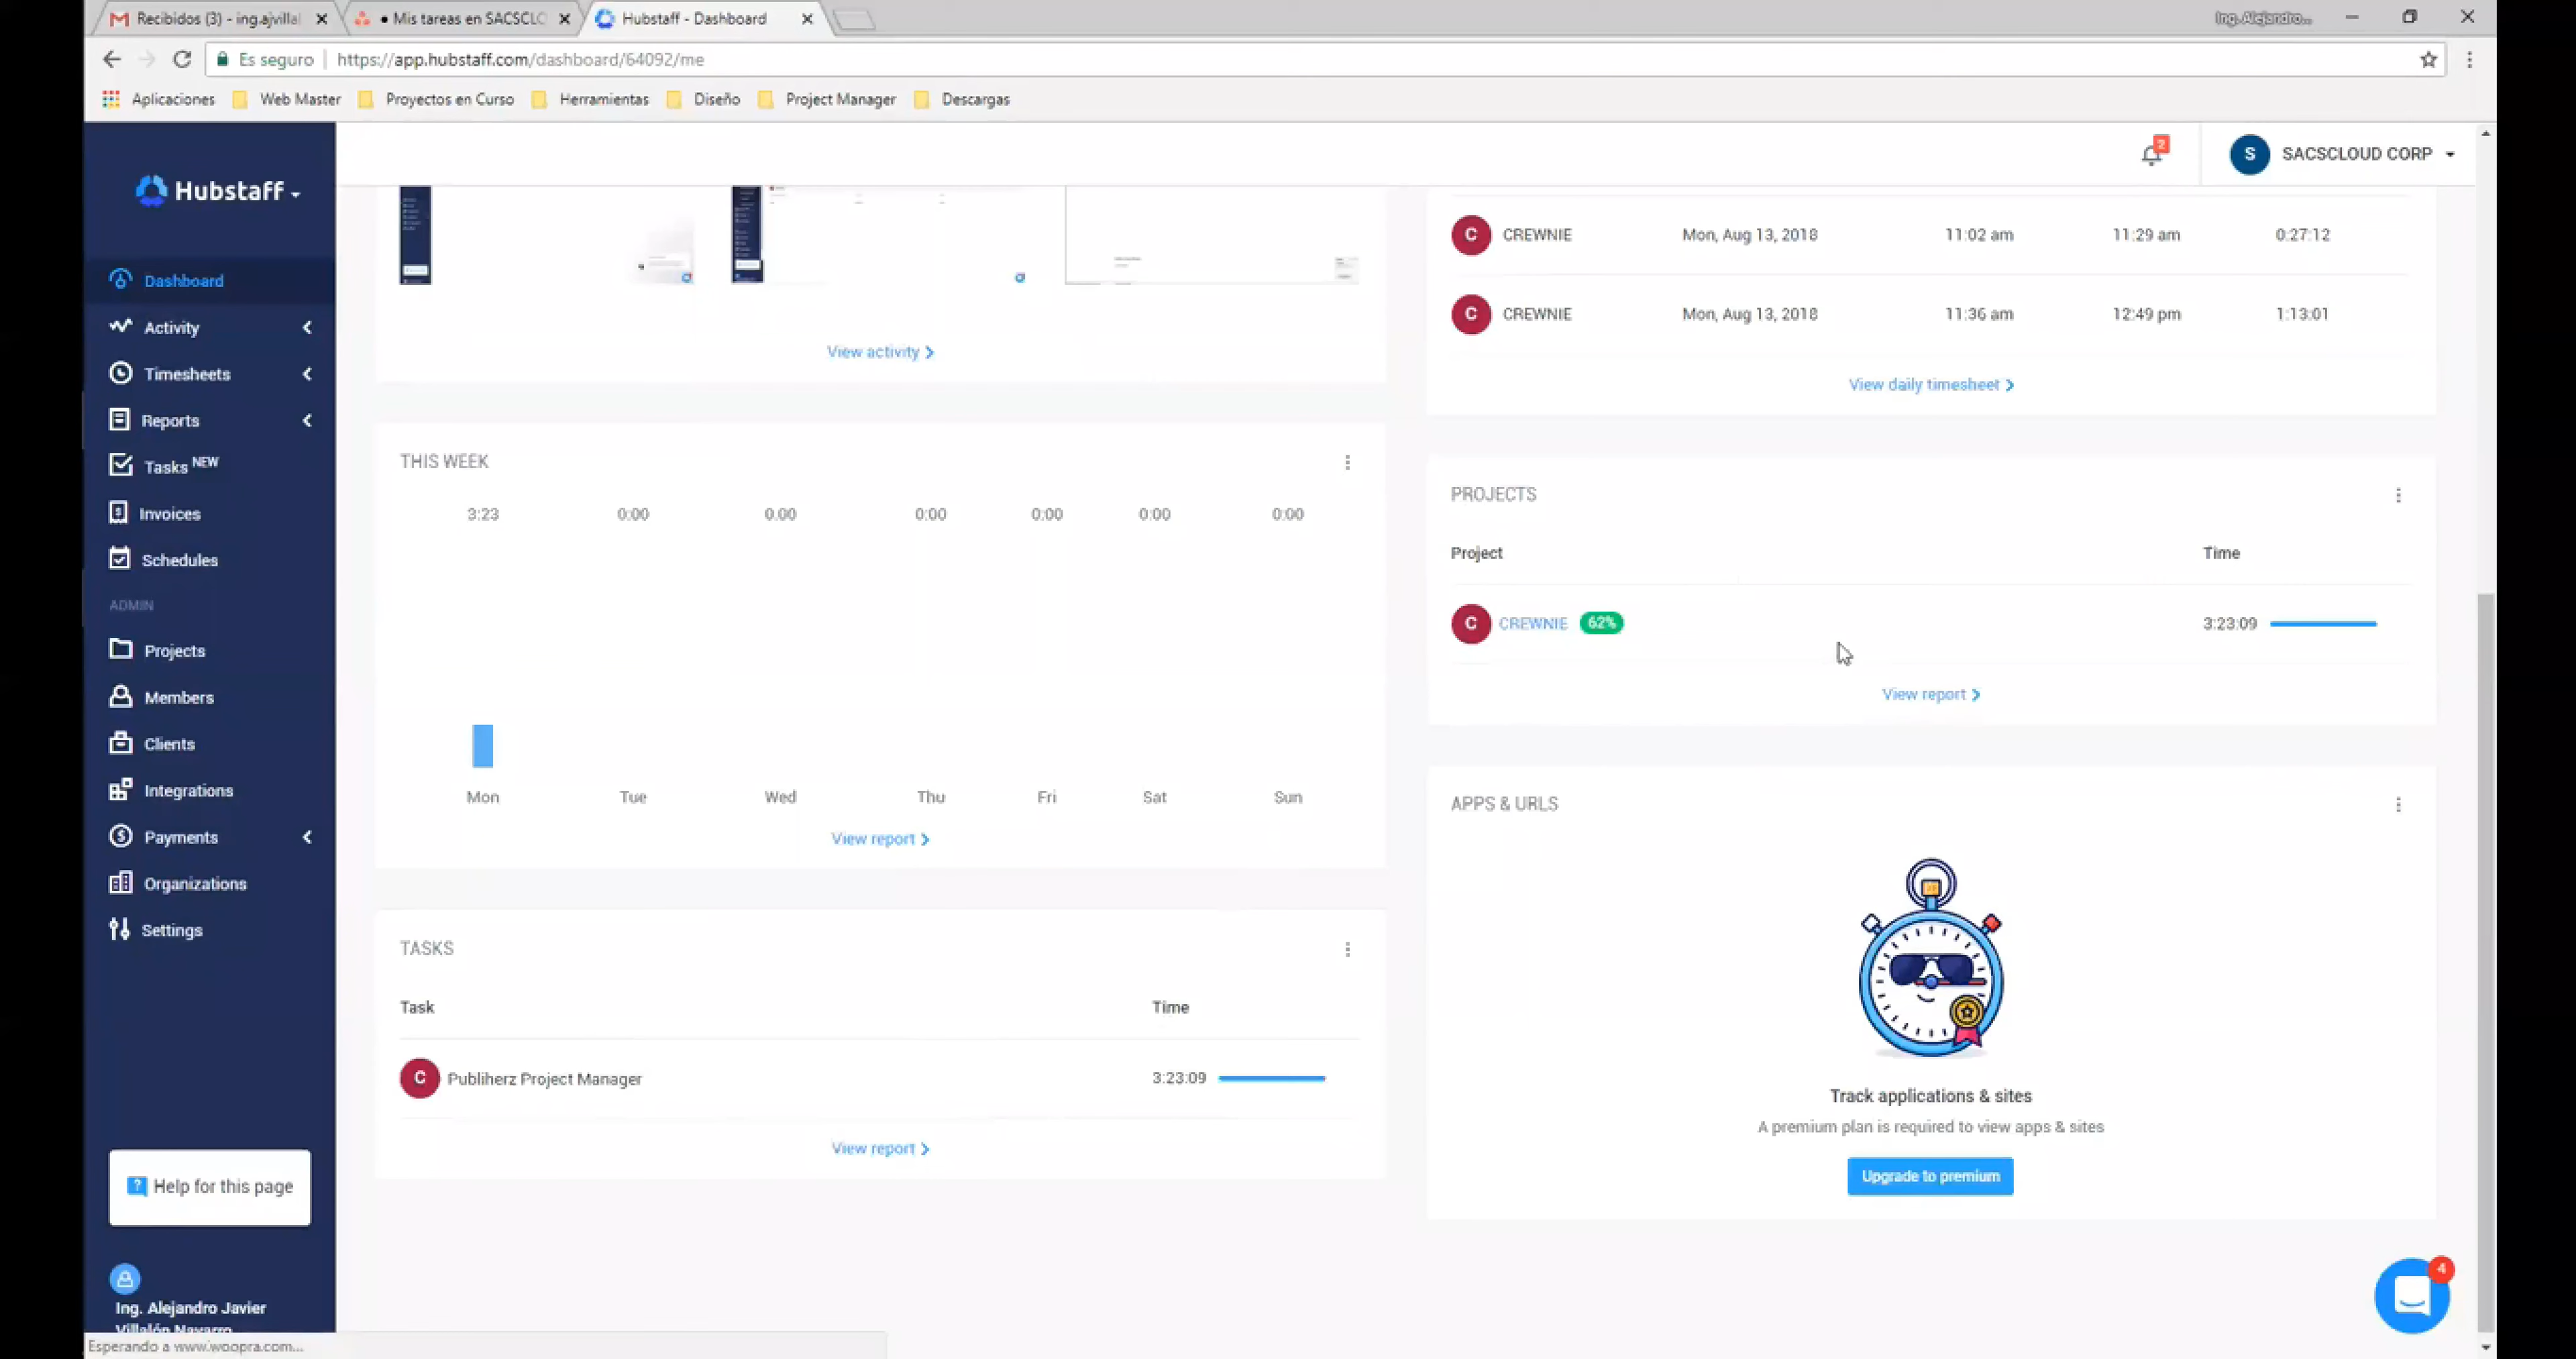 Recibidos (3) - ing.ajvillal
• Mis tareas en SACSCLO
Hubstaff - Dashboard
Ing. Alejandro...
Es seguro
https://app.hubstaff.com/dashboard/64092/me
Aplicaciones
Web Master
Proyectos en Curso
Herramientas
Diseño
Project Manager
Descargas
Hubstaff
2
S
SACSCLOUD CORP
Dashboard
Activity
Timesheets
Reports
Tasks NEW
Invoices
Schedules
ADMIN
Projects
Members
Clients
Integrations
Payments
Organizations
Settings
Help for this page
Ing. Alejandro Javier
Villalón Navarro
Esperando a www.woopra.com...
View activity
C CREWNIE Mon, Aug 13, 2018 11:02 am 11:29 am 0:27:12
C CREWNIE Mon, Aug 13, 2018 11:36 am 12:49 pm 1:13:01
View daily timesheet
THIS WEEK
3:23 0:00 0:00 0:00 0:00 0:00 0:00
Mon Tue Wed Thu Fri Sat Sun
View report
PROJECTS
Project Time
C CREWNIE 62% 3:23:09
View report
TASKS
Task Time
C Publiherz Project Manager 3:23:09
View report
APPS & URLS
Track applications & sites
A premium plan is required to view apps & sites
Upgrade to premium
4